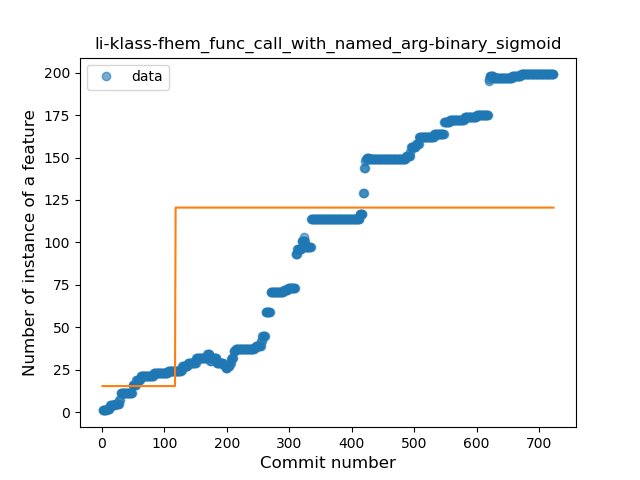 li-klass-fhem_func_call_with_named_arg-binary_sigmoid
data
Number of instance of a feature
200
175
150
125
100
75
50
25
0
0 100 200 300 400 500 600 700
Commit number